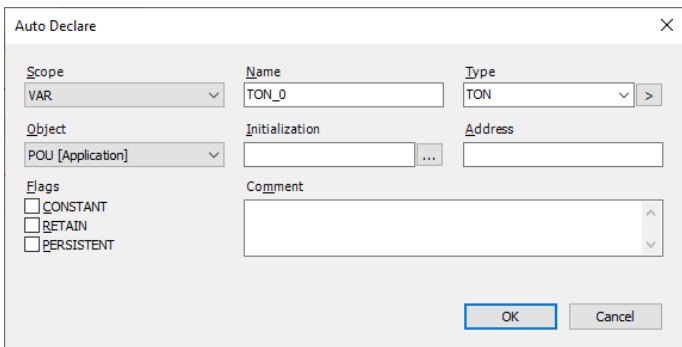 Auto Declare
Scope Name Type
VAR TON_0 TON >
Object Initialization Address
POU [Application] ...
Flags Comment
CONSTANT
RETAIN
PERSISTENT
OK Cancel